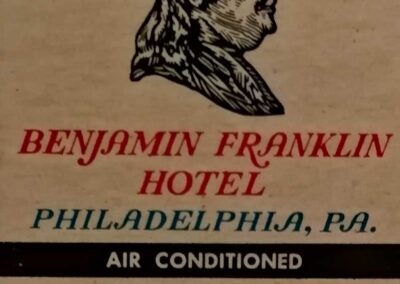 BENJAMIN FRANKLIN
HOTEL
PHILADELPHIA, PA.
AIR CONDITIONED